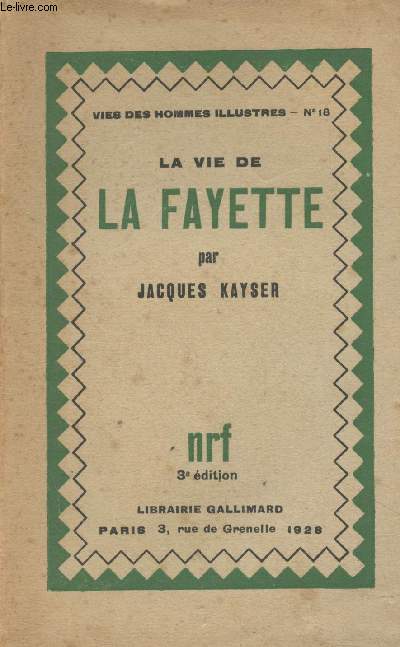 Le-livre.com
VIES DES HOMMES ILLUSTRES – N° 18
LA VIE DE
LA FAYETTE
par
JACQUES KAYSER
nrf
3e édition
LIBRAIRIE GALLIMARD
PARIS 3, rue de Grenelle 1928